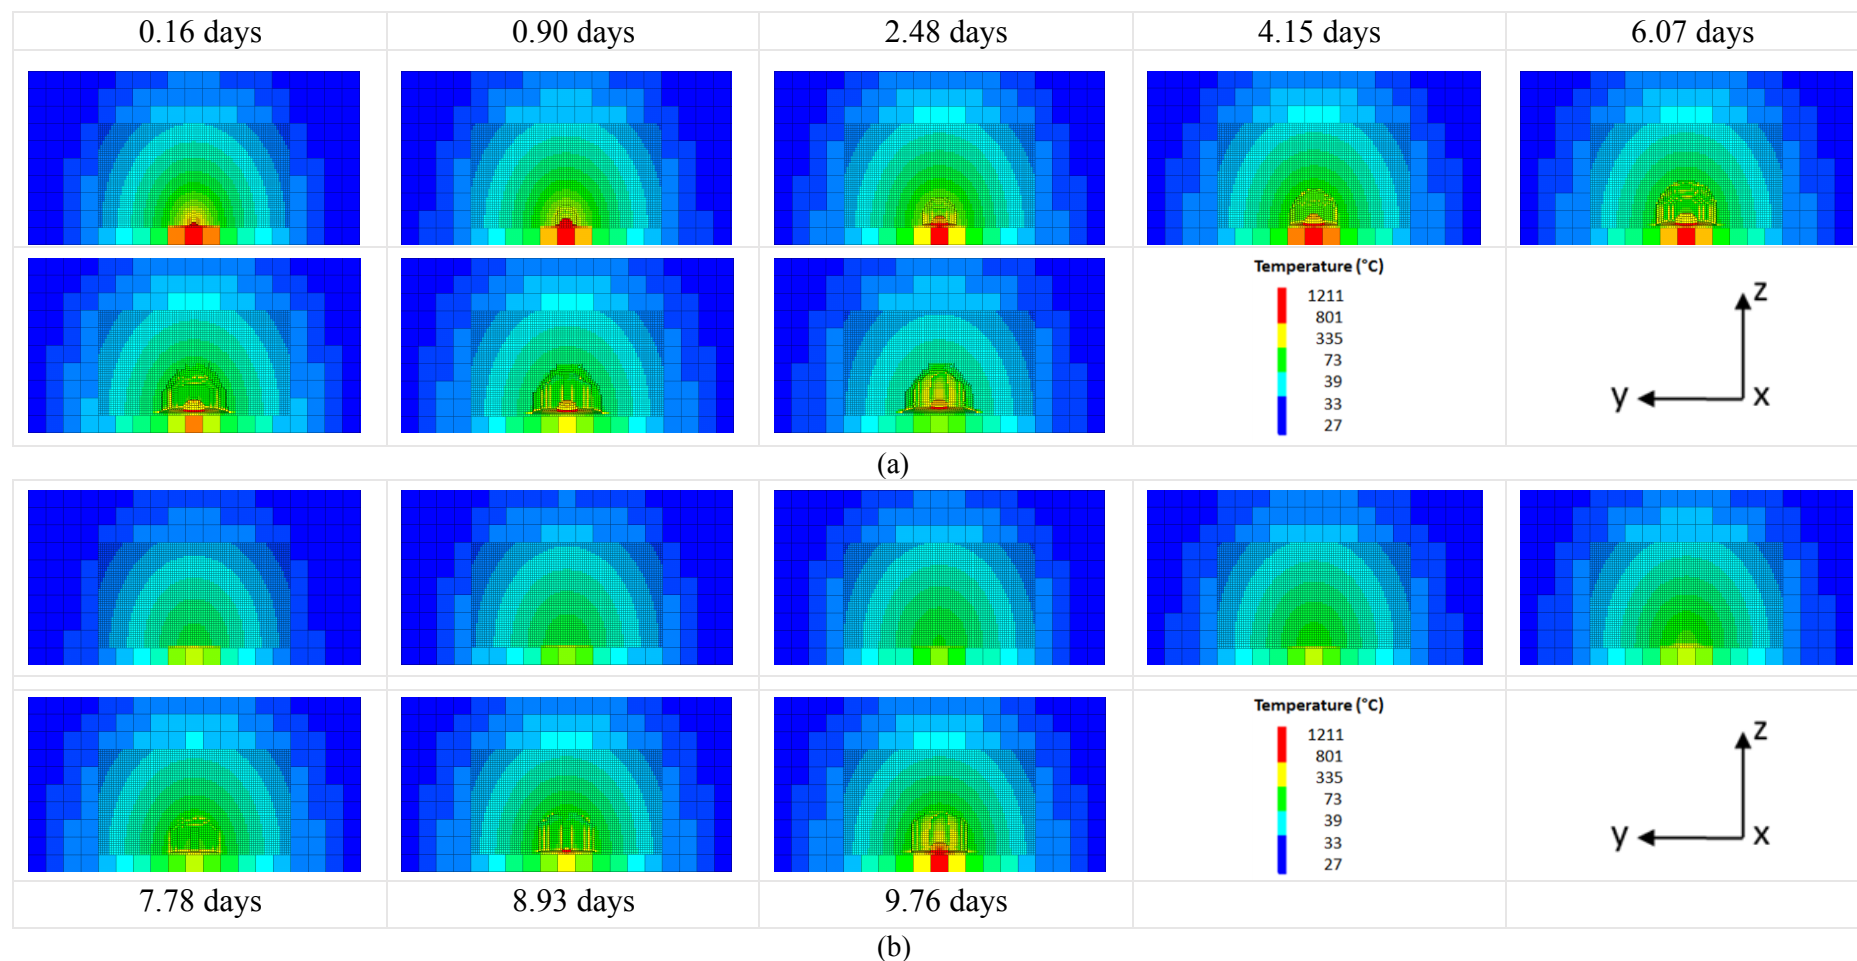 0.16 days 0.90 days 2.48 days 4.15 days 6.07 days
Temperature (°C)
1211
801
335
73
39
33
27
z
y x
(a)
Temperature (°C)
1211
801
335
73
39
33
27
z
y x
7.78 days 8.93 days 9.76 days
(b)